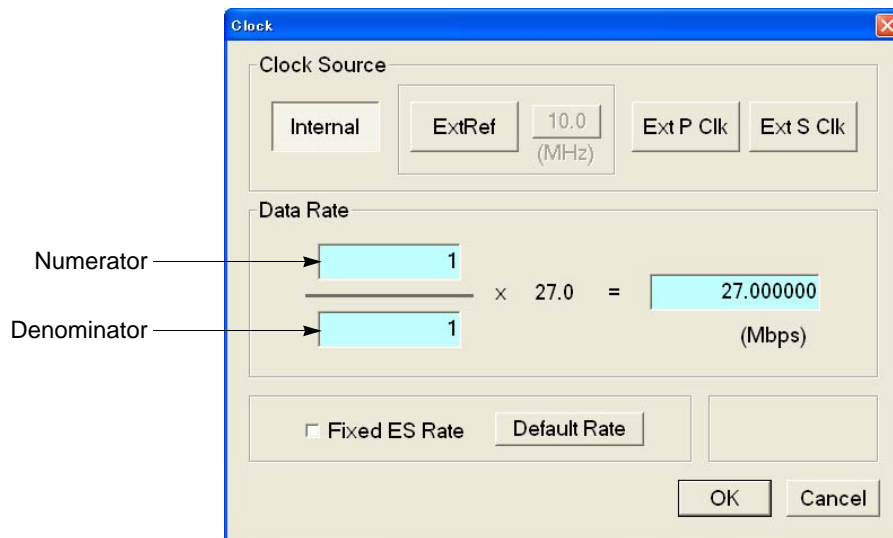 Clock
Clock Source
Internal
ExtRef
10.0
(MHz)
Ext P Clk
Ext S Clk
Data Rate
Numerator
1
x 27.0 = 27.000000
Denominator
1
(Mbps)
Fixed ES Rate
Default Rate
OK
Cancel